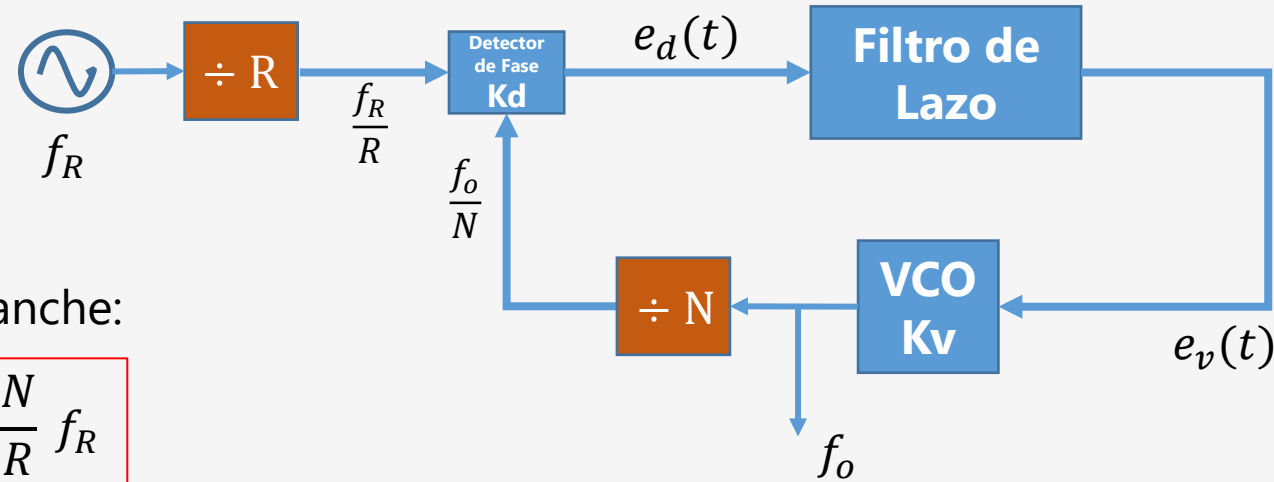 ÷ R
Detector
de Fase
Kd
e_d(t)
Filtro de
Lazo
f_R
f_R/R
f_o/N
÷ N
VCO
Kv
e_v(t)
anche:
N/R f_R
f_o